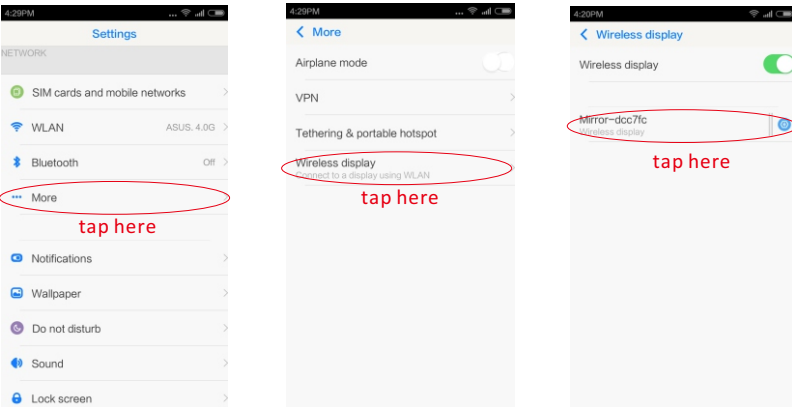 4:29PM
...
Settings
NETWORK
SIM cards and mobile networks
WLAN ASUS. 4.0G
Bluetooth Off
More
tap here
Notifications
Wallpaper
Do not disturb
Sound
Lock screen
4:29PM
...
More
Airplane mode
VPN
Tethering & portable hotspot
Wireless display
Connect to a display using WLAN
tap here
4:20PM
Wireless display
Wireless display
Mirror-dcc7fc
Wireless display
tap here